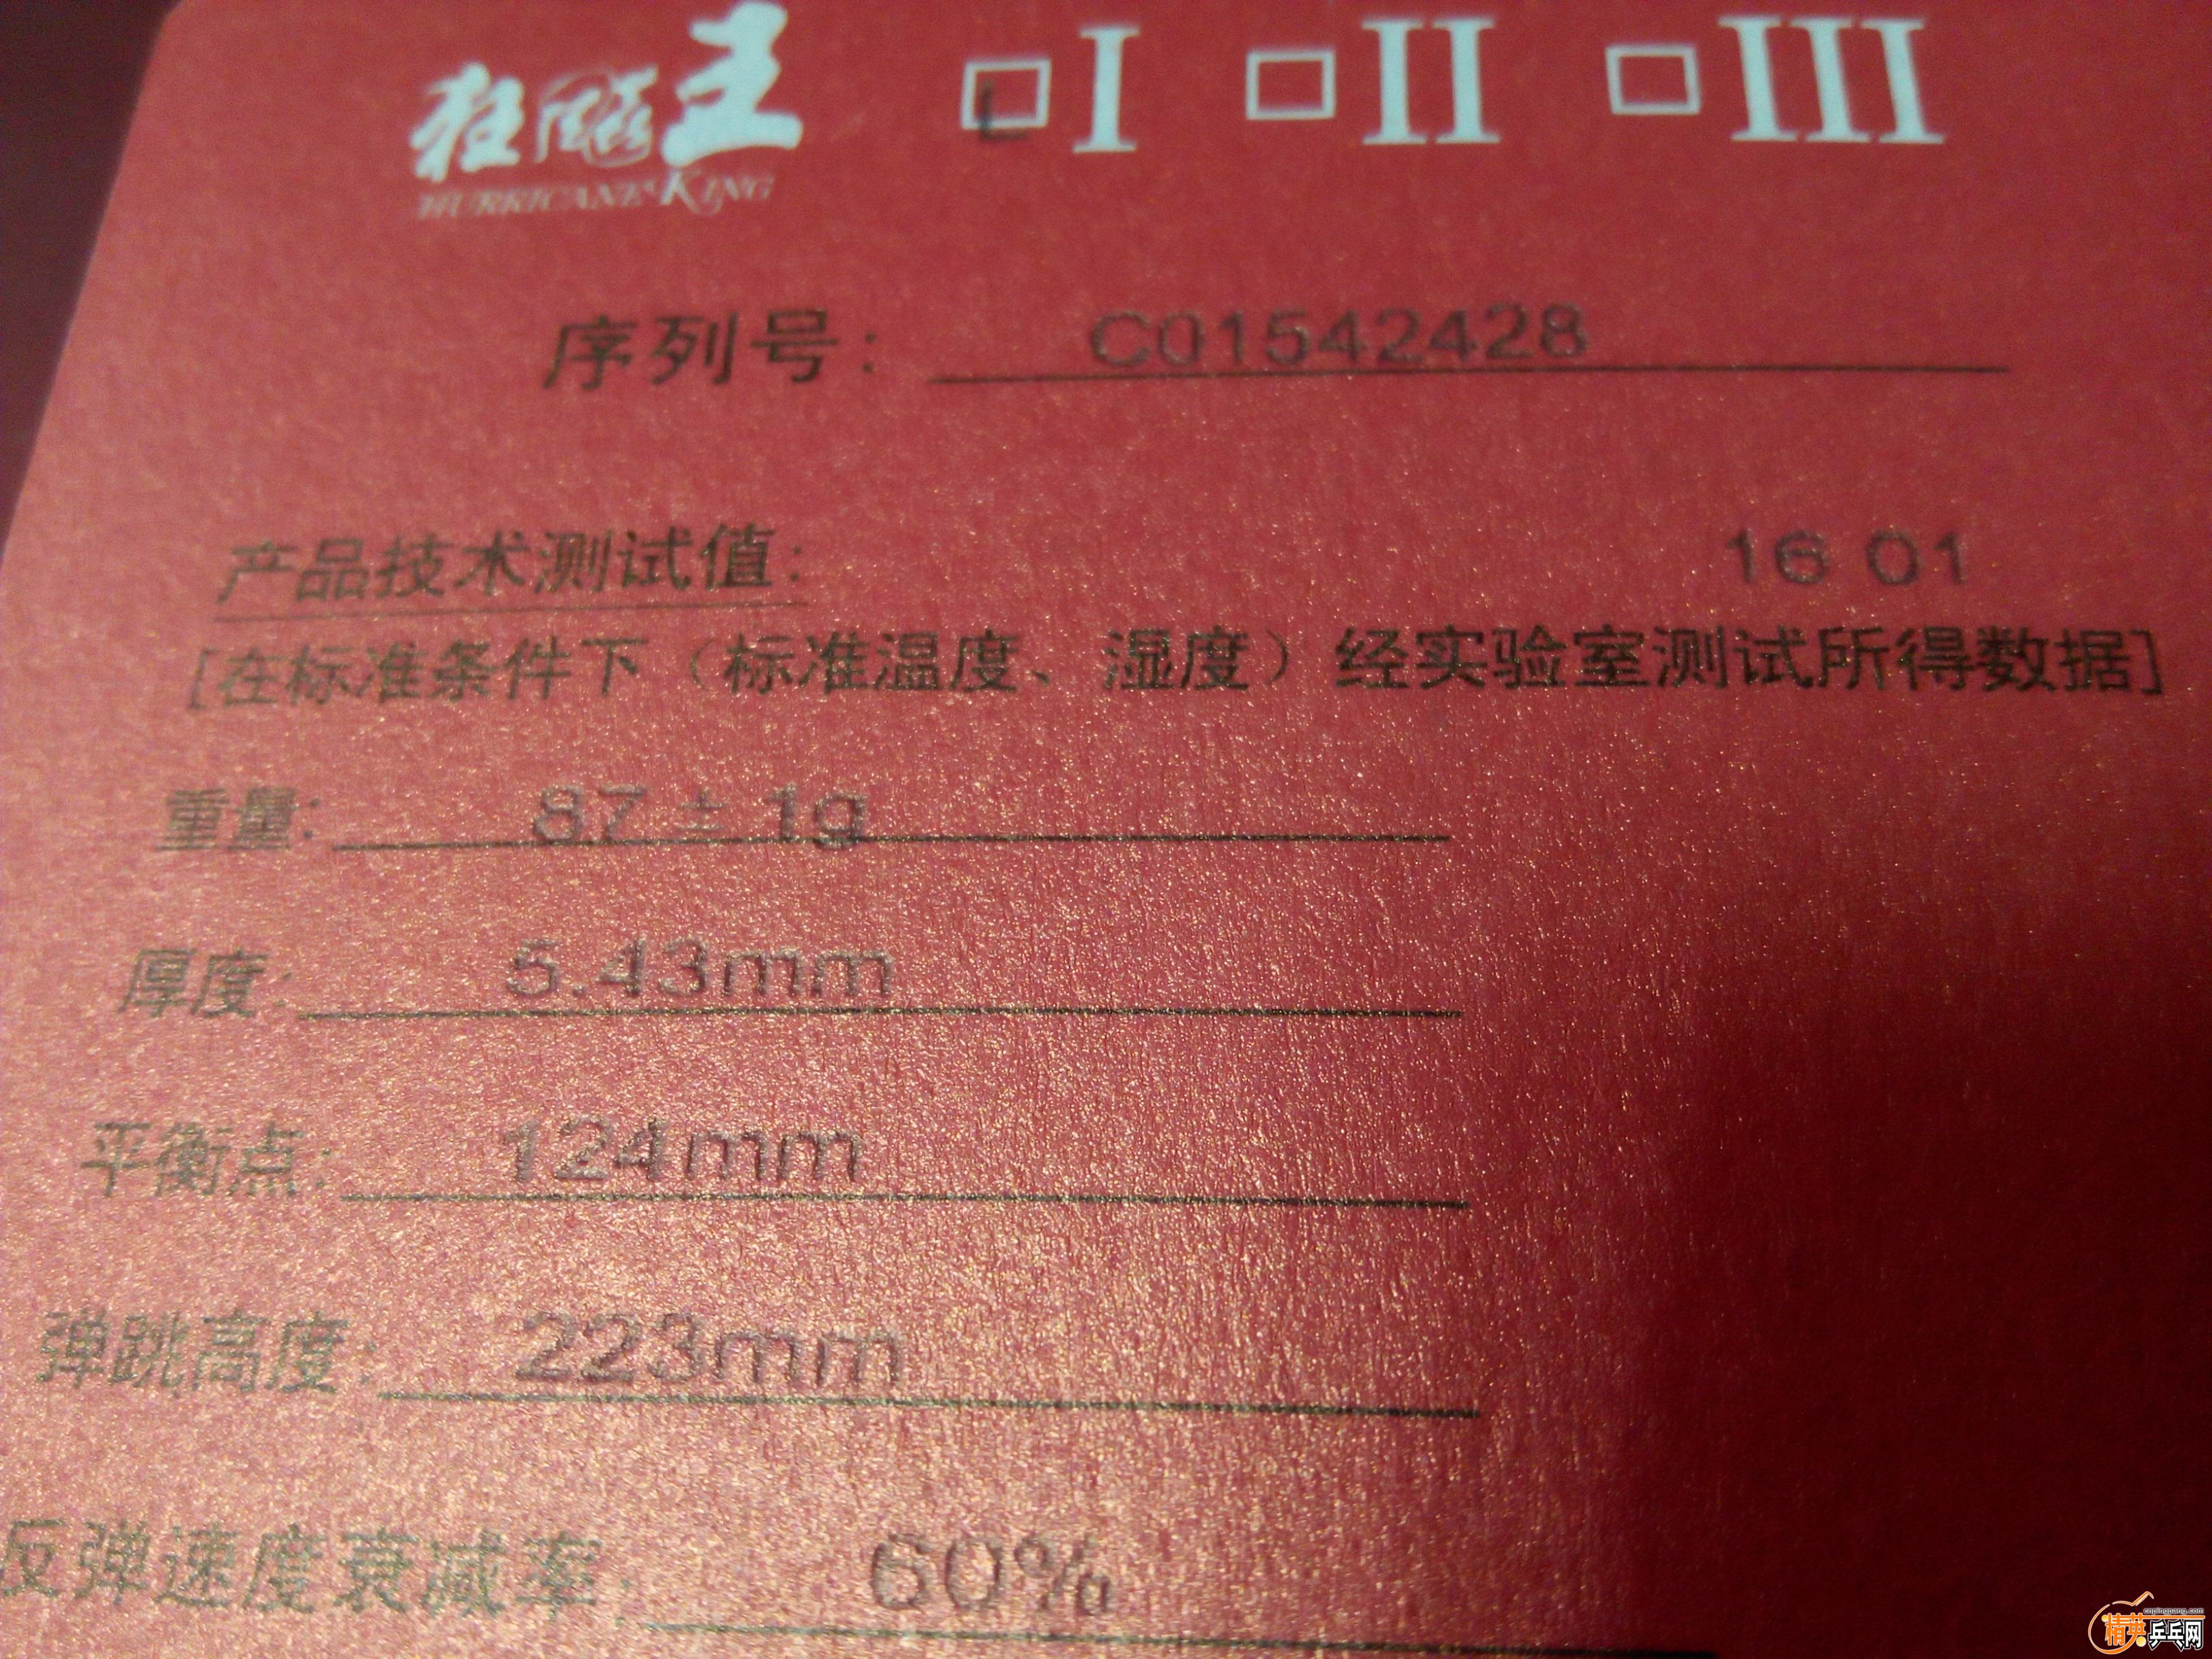 狂飚王 □I □II □III
HURRICANE KING
序列号: C01542428
产品技术测试值: 16 01
[在标准条件下（标准温度、湿度）经实验室测试所得数据]
重量: 87 ± 1g
厚度: 5.43mm
平衡点: 124mm
弹跳高度: 223mm
反弹速度衰减率: 60%
copingpang.com
精英乒乓网